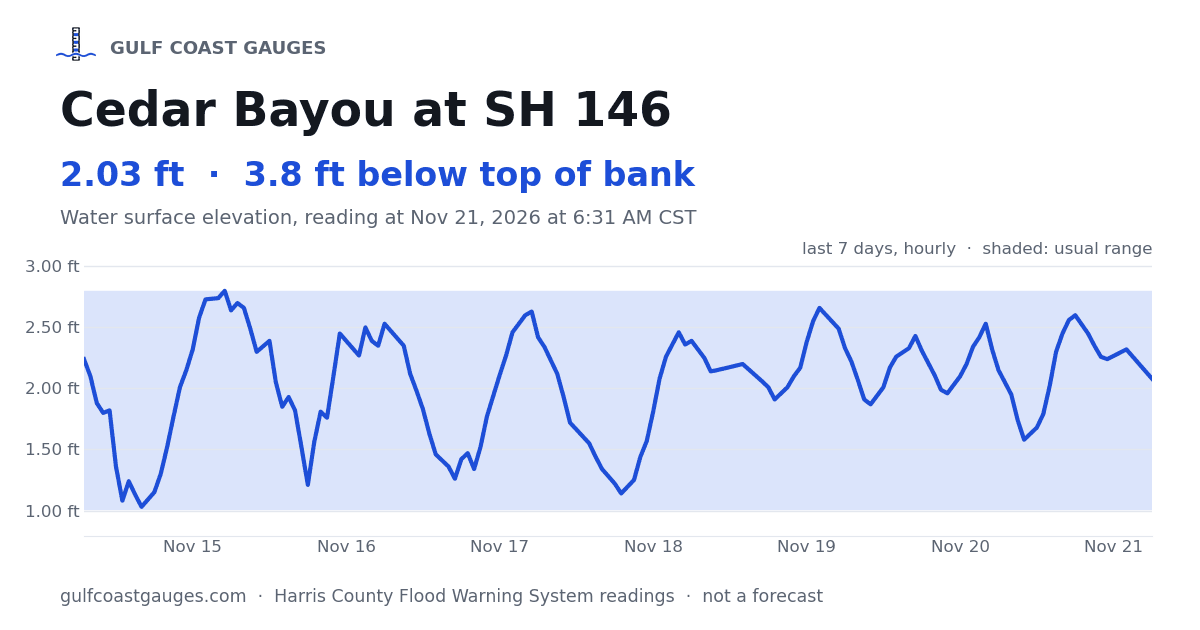 GULF COAST GAUGES
Cedar Bayou at SH 146
2.03 ft · 3.8 ft below top of bank
Water surface elevation, reading at Nov 21, 2026 at 6:31 AM CST
last 7 days, hourly · shaded: usual range
3.00 ft
2.50 ft
2.00 ft
1.50 ft
1.00 ft
Nov 15 Nov 16 Nov 17 Nov 18 Nov 19 Nov 20 Nov 21
gulfcoastgauges.com · Harris County Flood Warning System readings · not a forecast